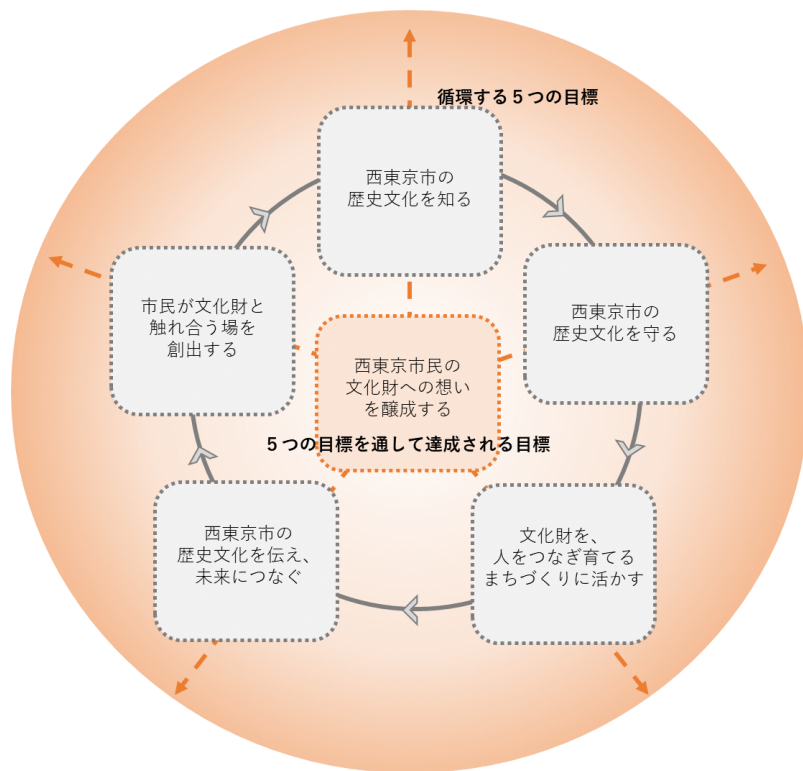 循環する５つの目標
西東京市の
歴史文化を知る
西東京市の
歴史文化を守る
市民が文化財と
触れ合う場を
創出する
西東京市民の
文化財への想い
を醸成する
５つの目標を通して達成される目標
西東京市の
歴史文化を伝え、
未来につなぐ
文化財を、
人をつなぎ育てる
まちづくりに活かす